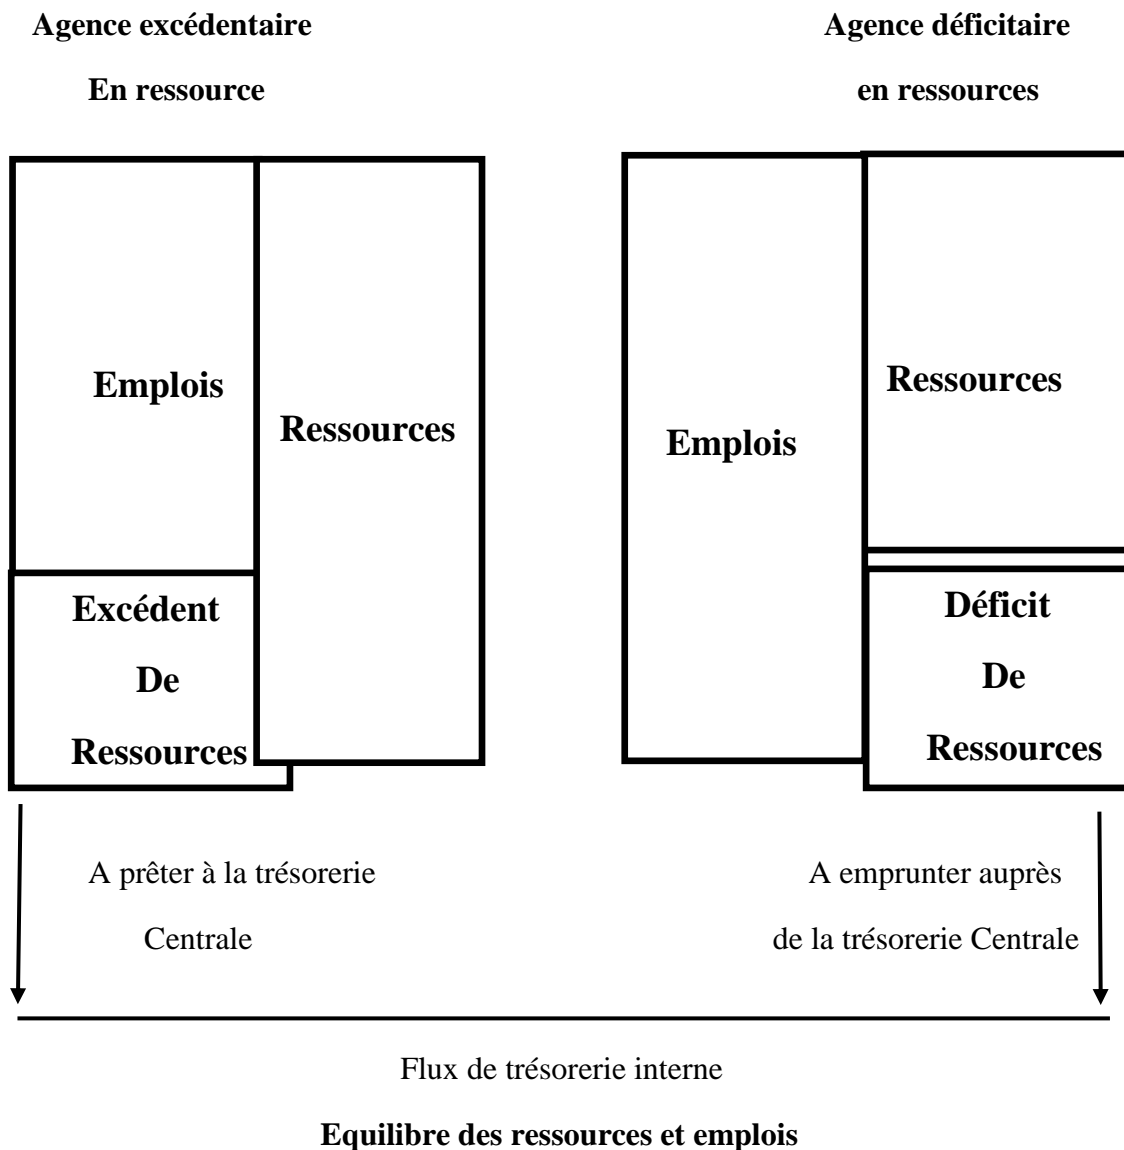 Agence excédentaire
En ressource
Agence déficitaire
en ressources
Emplois
Ressources
Excédent
De
Ressources
Emplois
Ressources
Déficit
De
Ressources
A prêter à la trésorerie
Centrale
A emprunter auprès
de la trésorerie Centrale
Flux de trésorerie interne
Equilibre des ressources et emplois